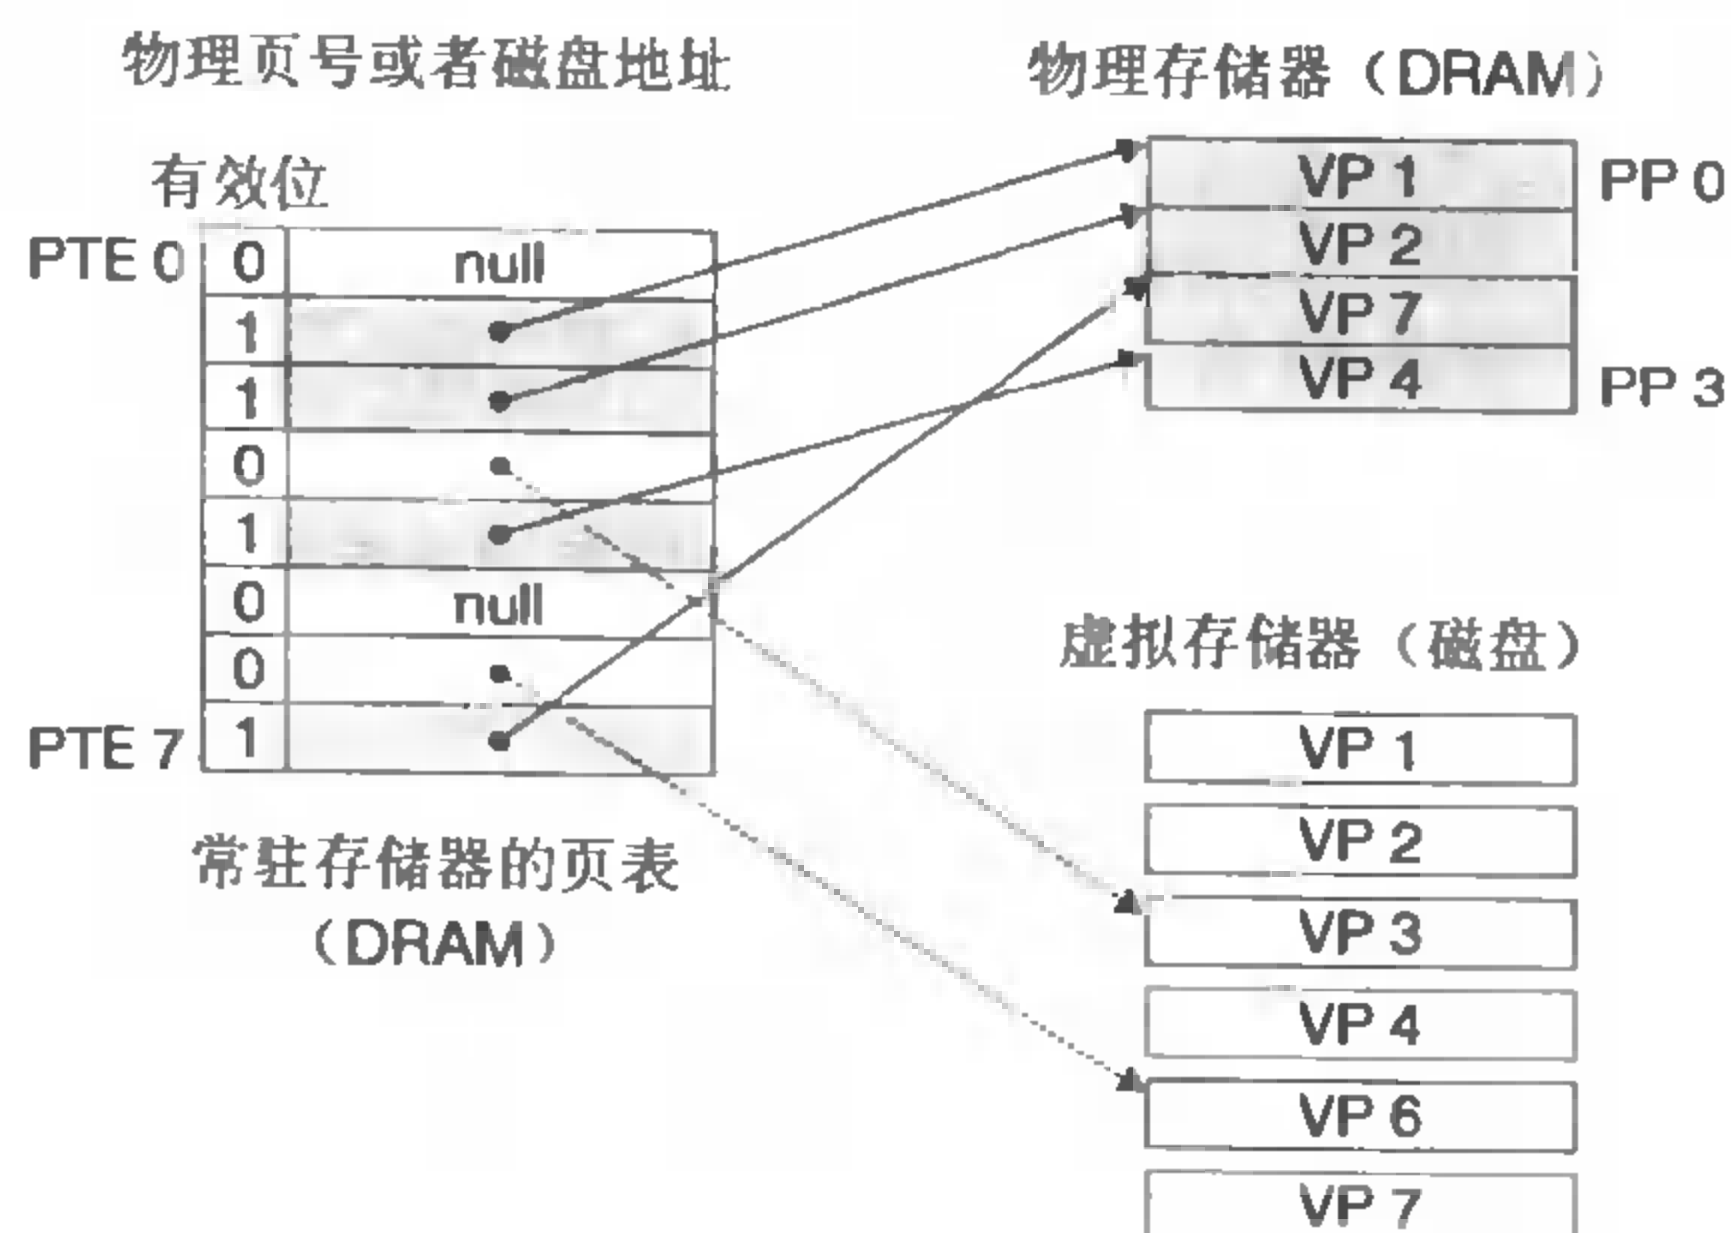 物理页号或者磁盘地址
有效位
PTE 0 0 null
1
1
0
1
0 null
0
PTE 7 1
常驻存储器的页表
（DRAM）
物理存储器（DRAM）
VP 1 PP 0
VP 2
VP 7
VP 4 PP 3
虚拟存储器（磁盘）
VP 1
VP 2
VP 3
VP 4
VP 6
VP 7